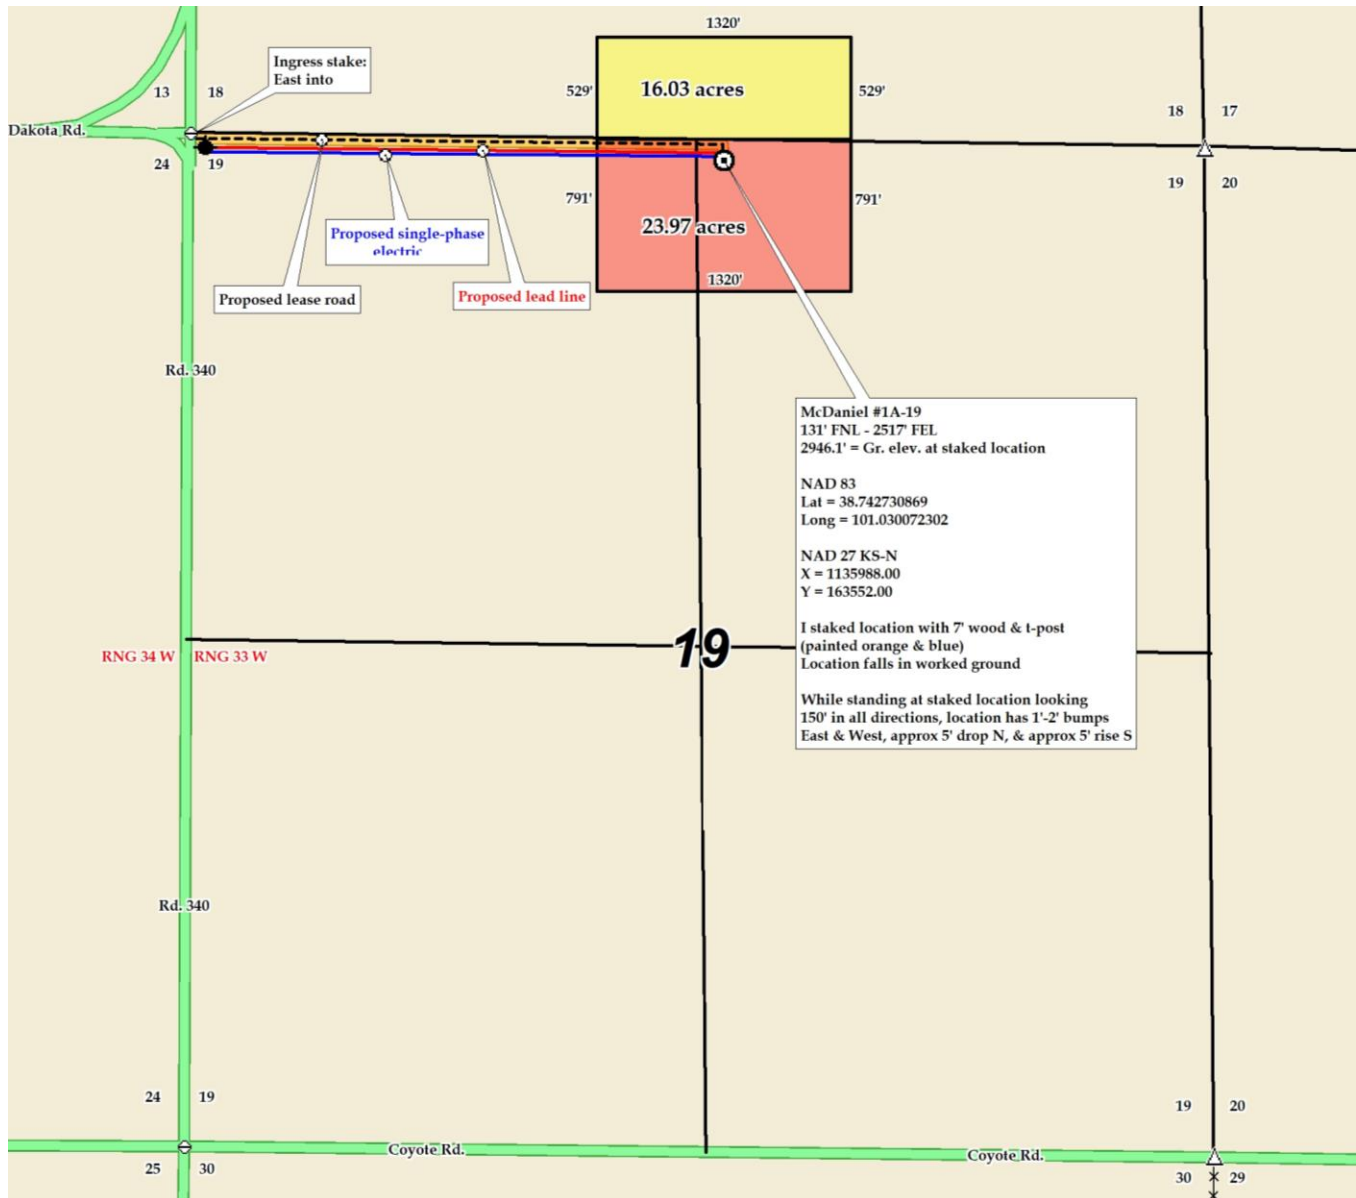 1320'
Ingress stake:
East into
13 18
529'
16.03 acres
529'
18 17
Dakota Rd.
24 19
19 20
791'
791'
23.97 acres
Proposed single-phase
electric
1320'
Proposed lease road
Proposed lead line
Rd. 340
McDaniel #1A-19
131' FNL - 2517' FEL
2946.1' = Gr. elev. at staked location
NAD 83
Lat = 38.742730869
Long = 101.030072302
NAD 27 KS-N
X = 1135988.00
Y = 163552.00
I staked location with 7' wood & t-post
(painted orange & blue)
Location falls in worked ground
While standing at staked location looking
150' in all directions, location has 1'-2' bumps
East & West, approx 5' drop N, & approx 5' rise S
RNG 34 W RNG 33 W
19
Rd. 340
24 19
19 20
Coyote Rd.
Coyote Rd.
25 30
30 29